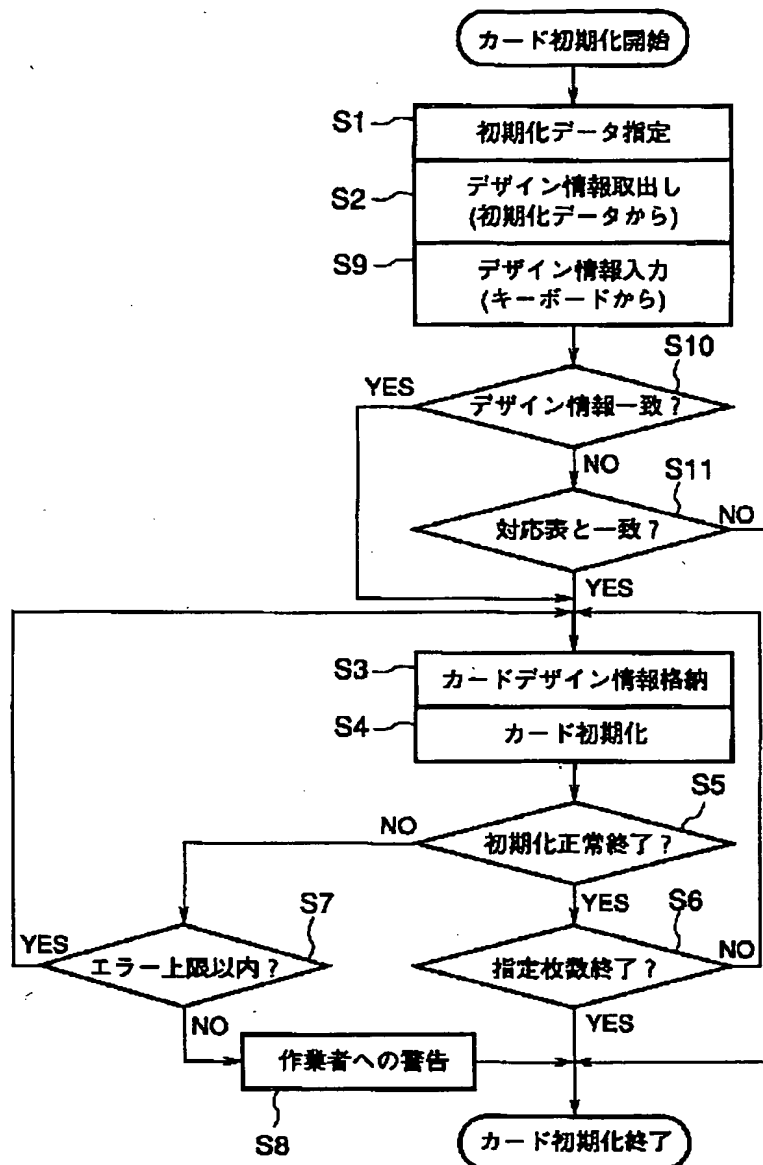 カード初期化開始
S1
初期化データ指定
S2
デザイン情報取出し
(初期化データから)
S9
デザイン情報入力
(キーボードから)
S10
YES
デザイン情報一致?
NO
S11
対応表と一致?
NO
YES
S3
カードデザイン情報格納
S4
カード初期化
S5
NO
初期化正常終了?
YES
S7
S6
YES
エラー上限以内?
指定枚数終了?
NO
NO
YES
作業者への警告
S8
カード初期化終了